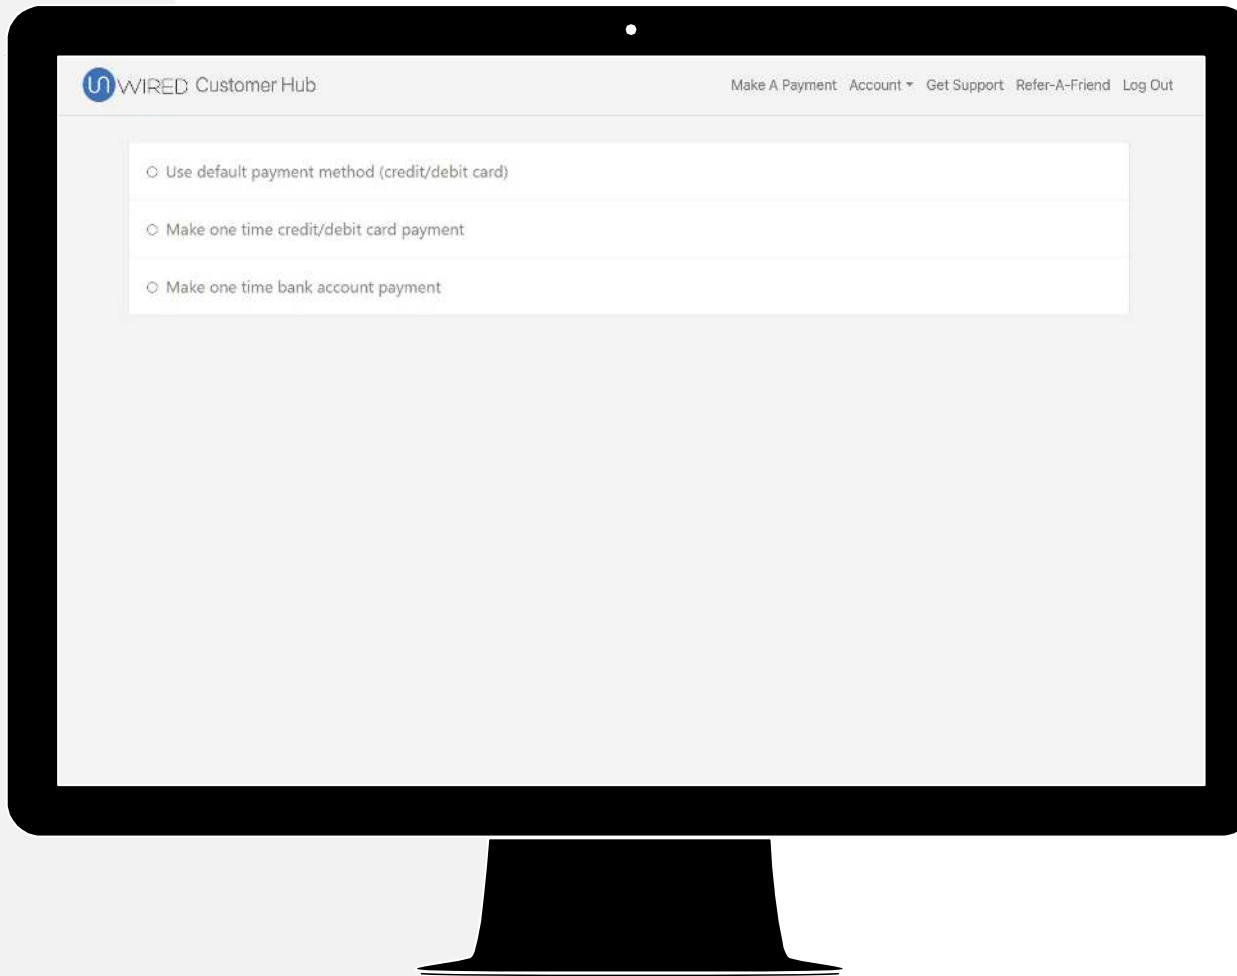 un WIRED Customer Hub
Make A Payment Account Get Support Refer-A-Friend Log Out
Use default payment method (credit/debit card)
Make one time credit/debit card payment
Make one time bank account payment